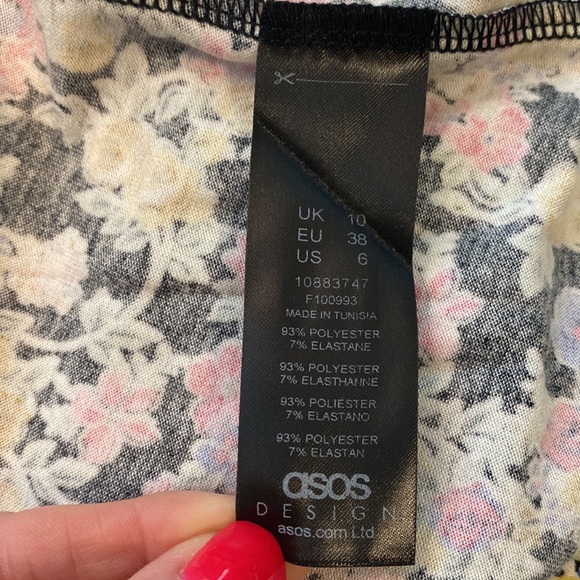 UK 10
EU 38
US 6
10883747
F100993
MADE IN TUNISIA
93% POLYESTER
7% ELASTANE
93% POLYESTER
7% ELASTHANNE
93% POLIÉSTER
7% ELASTANO
93% POLYESTER
7% ELASTAN
asos
DESIGN
asos.com Ltd